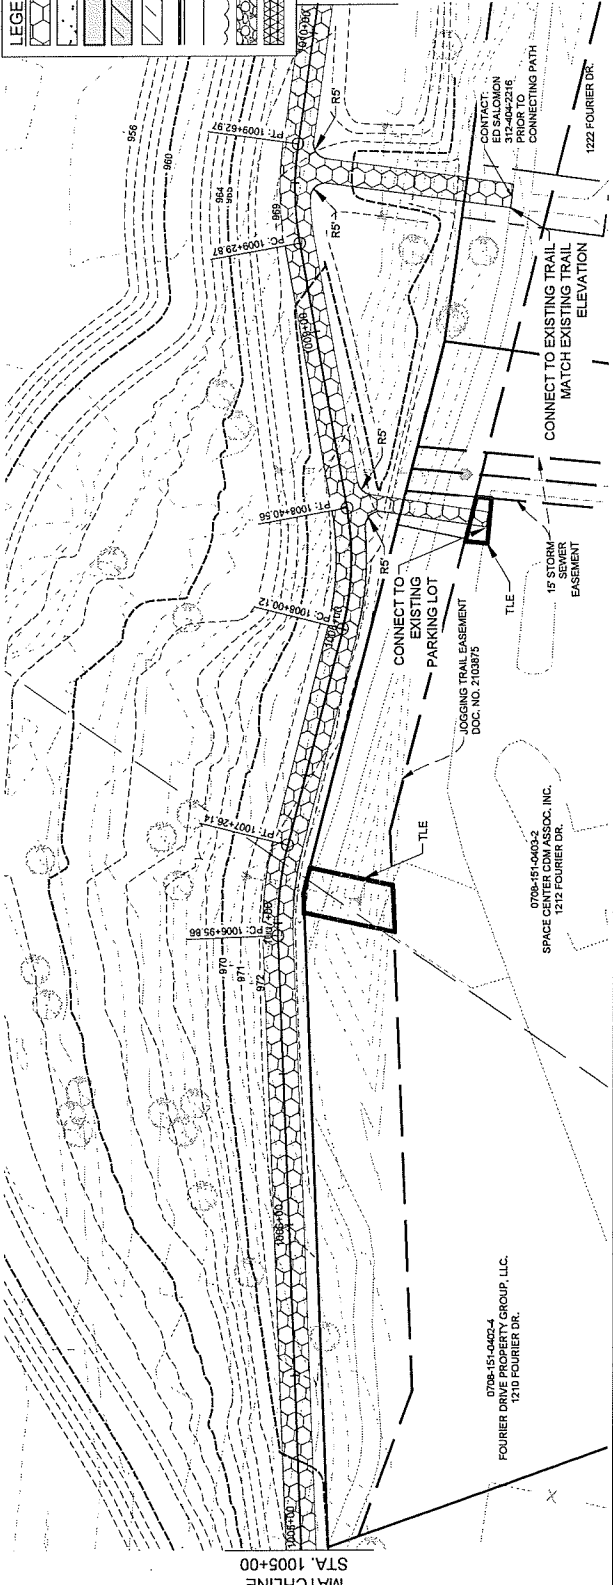 LEGE
MATCHLINE
STA. 1005+00
1005+00
1006+00
970
971
972
PC: 1006+95.86
PT: 1007+26.14
TLE
PC: 1008+00.12
PT: 1008+40.56
R5'
R5'
CONNECT TO
EXISTING
PARKING LOT
JOGGING TRAIL EASEMENT
DOC. NO. 2103875
TLE
15' STORM
SEWER
EASEMENT
1009+00
PC: 1009+29.87
PT: 1009+62.97
956
960
964
969
R5'
R5'
1010+00
CONTACT:
ED SALOMON
312-404-2216
PRIOR TO
CONNECTING PATH
CONNECT TO EXISTING TRAIL
MATCH EXISTING TRAIL
ELEVATION
1222 FOURIER DR.
0708-151-0403-2
SPACE CENTER CDM ASSOC. INC.
1212 FOURIER DR.
0708-151-0402-4
FOURIER DRIVE PROPERTY GROUP, LLC.
1210 FOURIER DR.